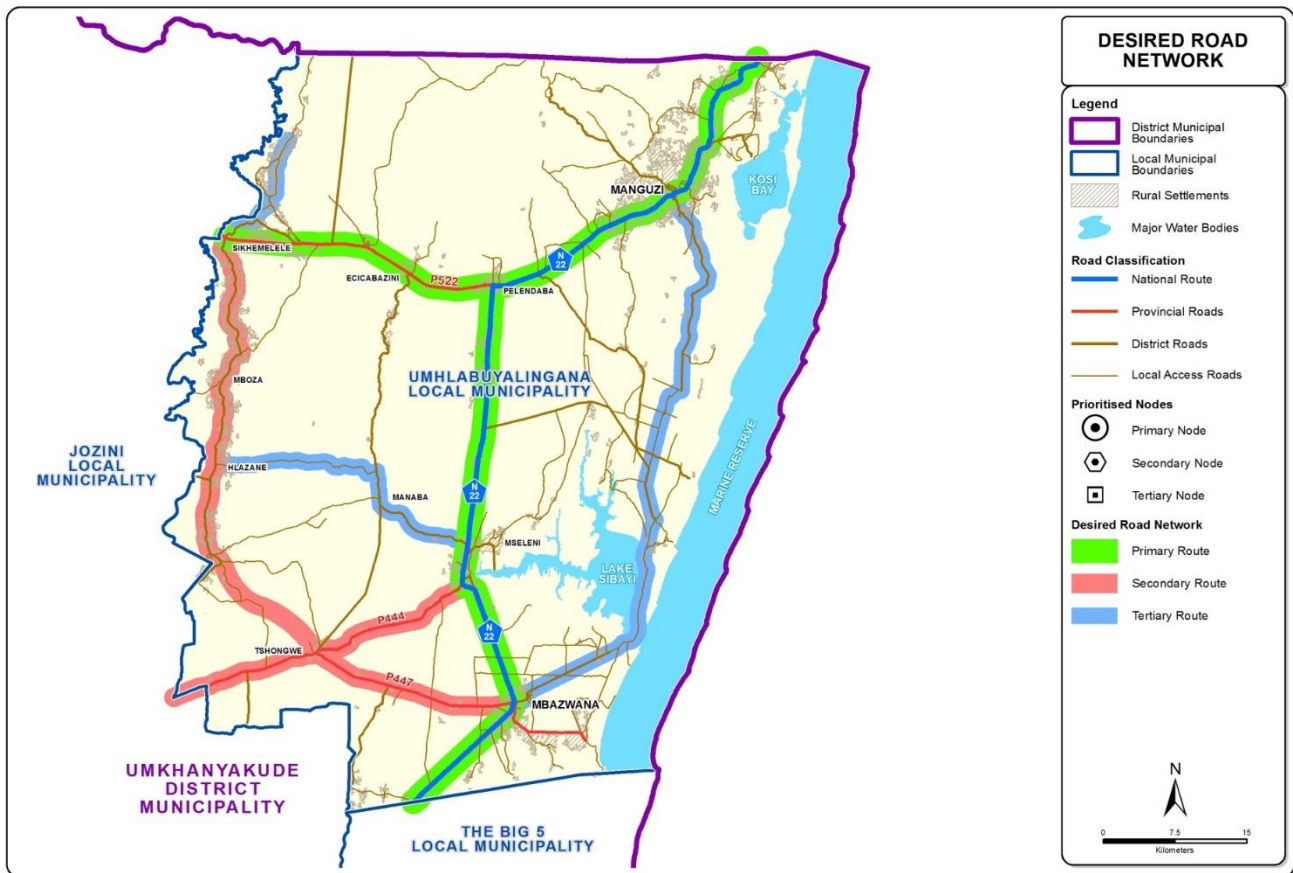 MANGUZI
KOSI
BAY
SIKHEMELELE
P522
N
22
ECICABAZINI
PELENDABA
MBOZA
UMHLABUYALINGANA
LOCAL MUNICIPALITY
JOZINI
LOCAL
MUNICIPALITY
HLAZANE
MANABA
N
22
MSELENI
MARINE RESERVE
LAKE
SIBAYI
P444
N
22
TSHONGWE
P447
MBAZWANA
UMKHANYAKUDE
DISTRICT
MUNICIPALITY
THE BIG 5
LOCAL MUNICIPALITY
DESIRED ROAD
NETWORK
Legend
District Municipal
Boundaries
Local Municipal
Boundaries
Rural Settlements
Major Water Bodies
Road Classification
National Route
Provincial Roads
District Roads
Local Access Roads
Prioritised Nodes
Primary Node
Secondary Node
Tertiary Node
Desired Road Network
Primary Route
Secondary Route
Tertiary Route
N
0 7.5 15
Kilometers